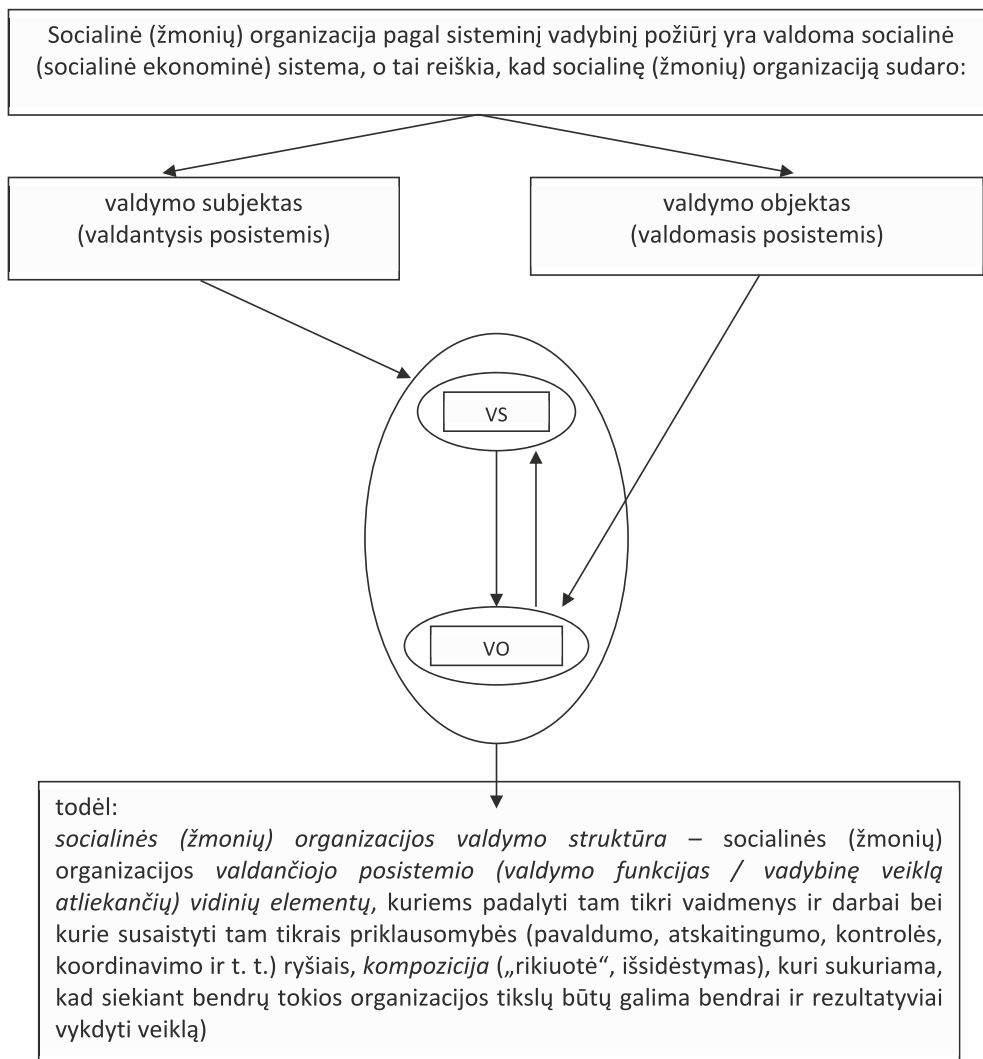 Socialinė (žmonių) organizacija pagal sisteminį vadybinį požiūrį yra valdoma socialinė
(socialinė ekonominė) sistema, o tai reiškia, kad socialinę (žmonių) organizaciją sudaro:
valdymo subjektas
(valdantysis posistemis)
valdymo objektas
(valdomasis posistemis)
VS
VO
todėl:
socialinės (žmonių) organizacijos valdymo struktūra – socialinės (žmonių)
organizacijos valdančiojo posistemio (valdymo funkcijas / vadybinę veiklą
atliekančių) vidinių elementų, kuriems padalyti tam tikri vaidmenys ir darbai bei
kurie susaistyti tam tikrais priklausomybės (pavaldumo, atskaitingumo, kontrolės,
koordinavimo ir t. t.) ryšiais, kompozicija („rikiuotė“, išsidėstymas), kuri sukuriama,
kad siekiant bendrų tokios organizacijos tikslų būtų galima bendrai ir rezultatyviai
vykdyti veiklą)